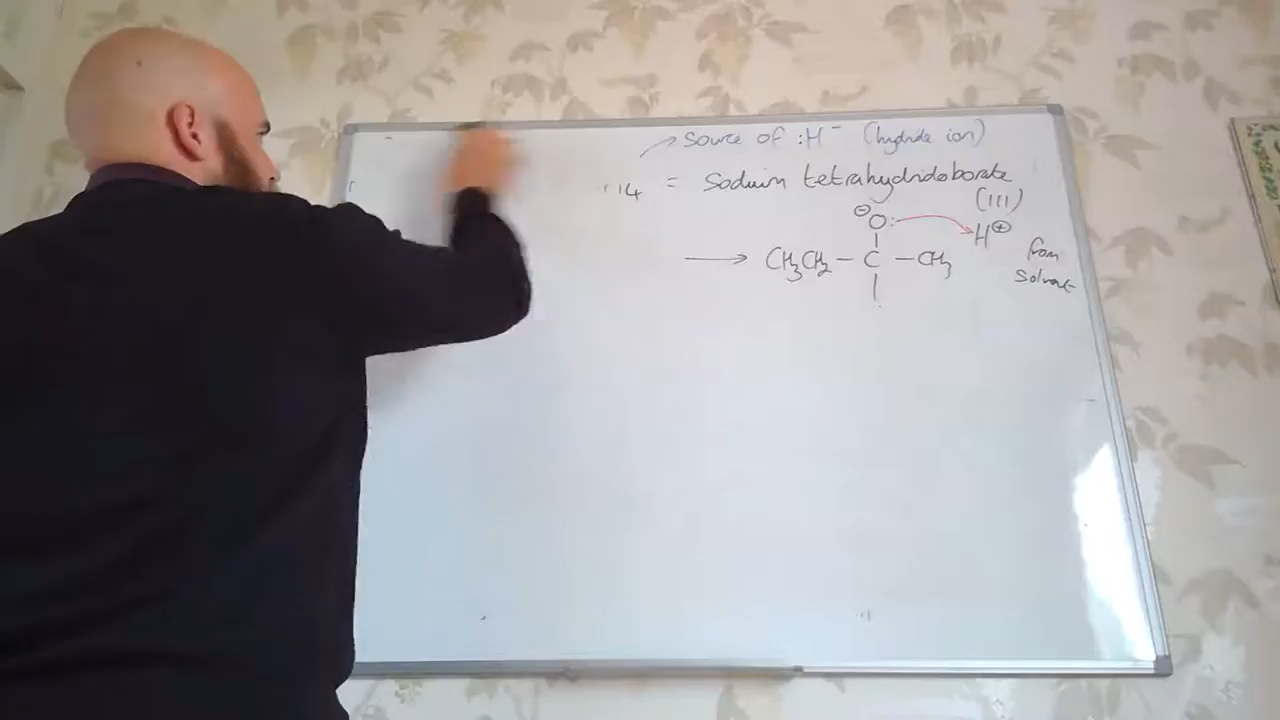 → Source of :H⁻ (hydride ion)
H4 = Sodium tetrahydridoborate
(III)
⊖O: H⊕
→ CH3CH2 – C – CH3
from
solvent